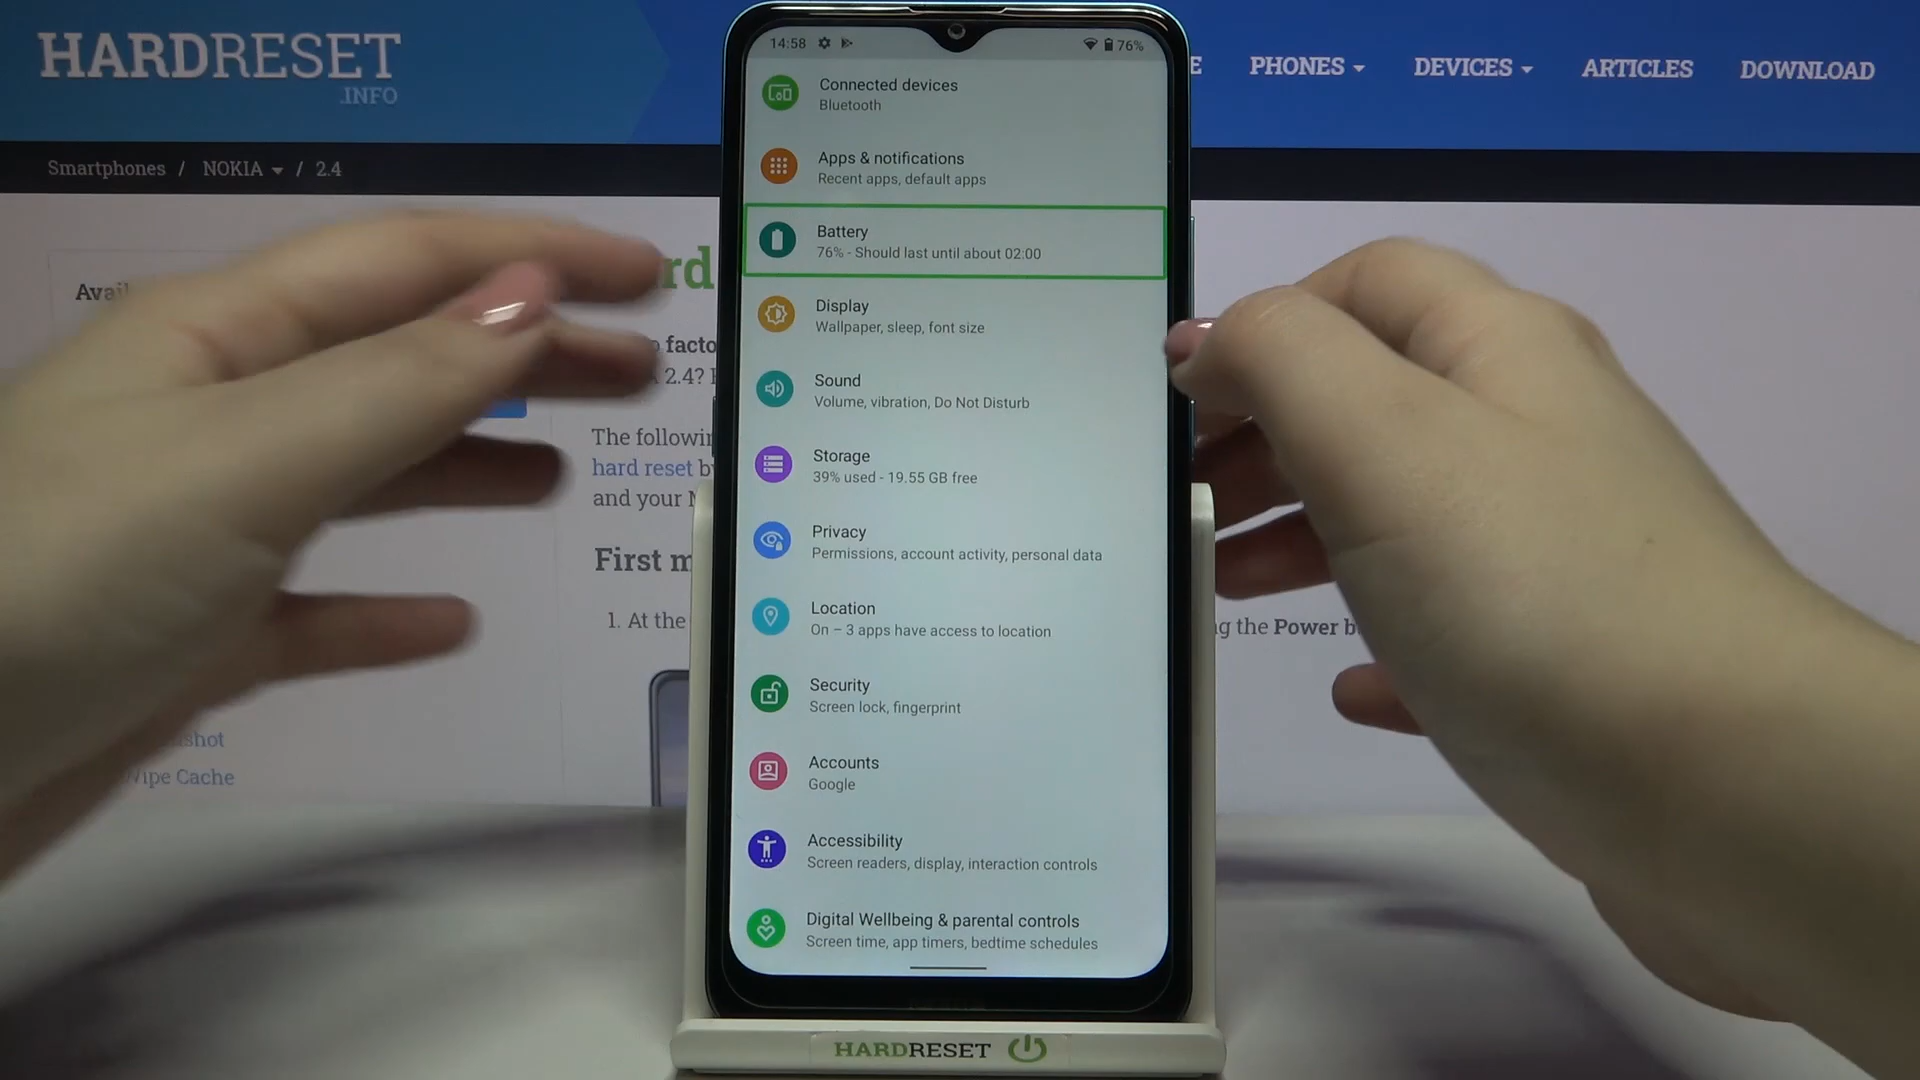 HARDRESET
.INFO
PHONES
DEVICES
ARTICLES
DOWNLOAD
Smartphones / NOKIA / 2.4
14:58
76%
Connected devices
Bluetooth
Apps & notifications
Recent apps, default apps
Battery
76% - Should last until about 02:00
Display
Wallpaper, sleep, font size
Sound
Volume, vibration, Do Not Disturb
Storage
39% used - 19.55 GB free
Privacy
Permissions, account activity, personal data
Location
On – 3 apps have access to location
Security
Screen lock, fingerprint
Accounts
Google
Accessibility
Screen readers, display, interaction controls
Digital Wellbeing & parental controls
Screen time, app timers, bedtime schedules
2.4?
The
hard reset
and your
First
1. At the
the Power
Wipe Cache
HARDRESET